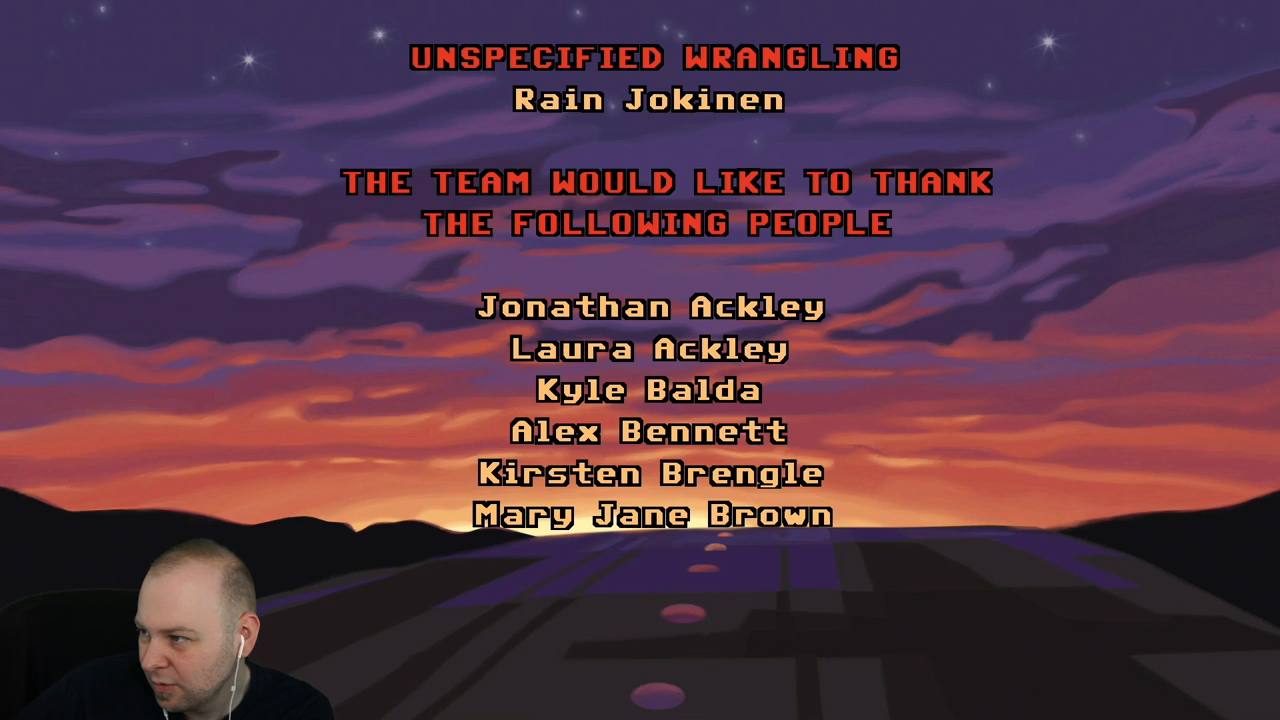 UNSPECIFIED WRANGLING
Rain Jokinen
THE TEAM WOULD LIKE TO THANK
THE FOLLOWING PEOPLE
Jonathan Ackley
Laura Ackley
Kyle Balda
Alex Bennett
Kirsten Brengle
Mary Jane Brown